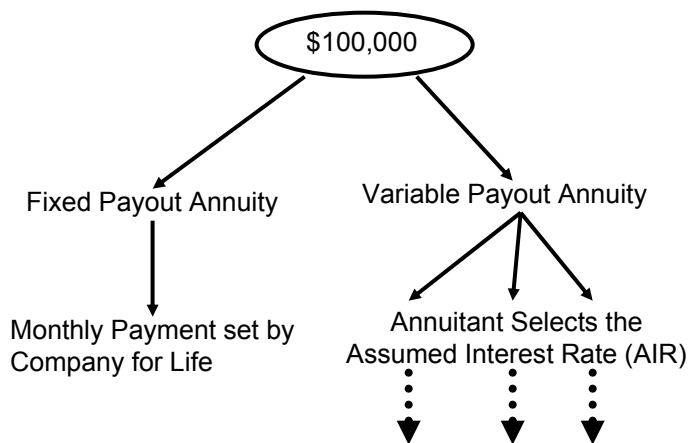 $100,000
Fixed Payout Annuity
Variable Payout Annuity
Monthly Payment set by
Company for Life
Annuitant Selects the
Assumed Interest Rate (AIR)